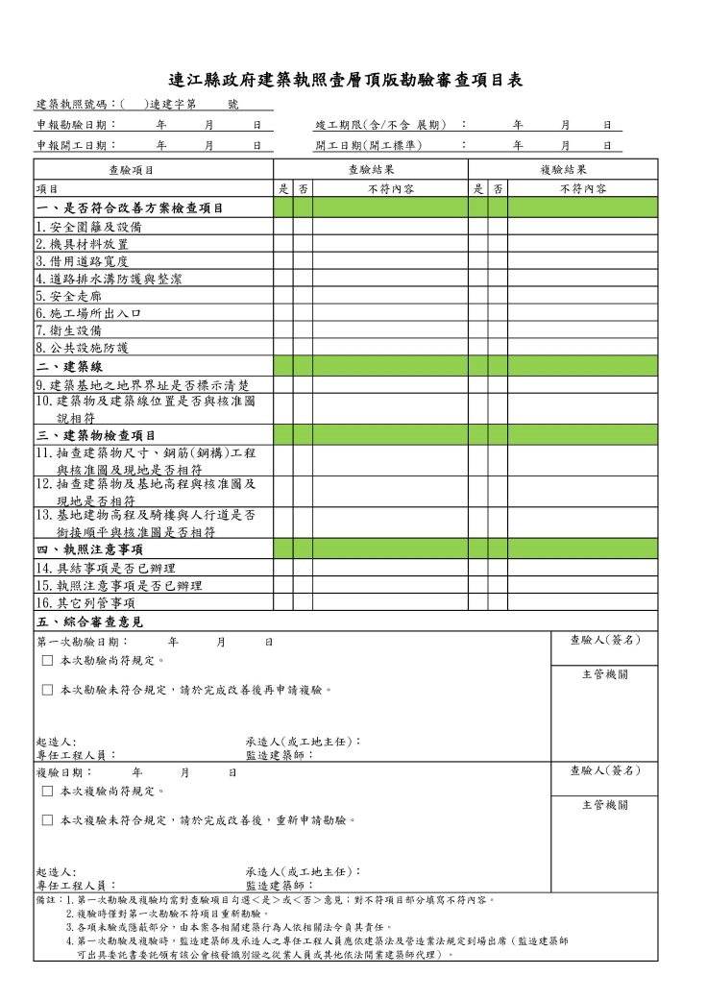 連江縣政府建築執照壹層頂版勘驗審查項目表
建築執照號碼：(　　)連建字第　　　號
申報勘驗日期：　　　年　　　月　　　日　　　竣工期限(含/不含 展期)　：　　　年　　　月　　　日
申報開工日期：　　　年　　　月　　　日　　　開工日期(開工標準)　　：　　　年　　　月　　　日
查驗項目　查驗結果　複驗結果
項目　是　否　不符內容　是　否　不符內容
一、是否符合改善方案檢查項目
1.安全圍籬及設備
2.機具材料放置
3.借用道路寬度
4.道路排水溝防護與整潔
5.安全走廊
6.施工場所出入口
7.衛生設備
8.公共設施防護
二、建築線
9.建築基地之地界界址是否標示清楚
10.建築物及建築線位置是否與核准圖
說相符
三、建築物檢查項目
11.抽查建築物尺寸、鋼筋(鋼構)工程
與核准圖及現地是否相符
12.抽查建築物及基地高程與核准圖及
現地是否相符
13.基地建物高程及騎樓與人行道是否
銜接順平與核准圖是否相符
四、執照注意事項
14.具結事項是否已辦理
15.執照注意事項是否已辦理
16.其它列管事項
五、綜合審查意見
第一次勘驗日期：　　　年　　　月　　　日　　　查驗人(簽名)
□ 本次勘驗尚符規定。
主管機關
□ 本次勘驗未符合規定，請於完成改善後再申請複驗。
起造人:　　　承造人(或工地主任)：
專任工程人員：　　　監造建築師：
複驗日期：　　　年　　　月　　　日　　　查驗人(簽名)
□ 本次複驗尚符規定。
主管機關
□ 本次複驗未符合規定，請於完成改善後，重新申請勘驗。
起造人:　　　承造人(或工地主任)：
專任工程人員：　　　監造建築師：
備註：1.第一次勘驗及複驗均需對查驗項目勾選＜是＞或＜否＞意見；對不符項目部分填寫不符內容。
2.複驗時僅對第一次勘驗不符項目重新勘驗。
3.各項未驗或隱蔽部分，由本案各相關建築行為人依相關法令負其責任。
4.第一次勘驗及複驗時，監造建築師及承造人之專任工程人員應依建築法及營造業法規定到場出席（監造建築師
可出具委託書委託領有該公會核發識別證之從業人員或其他依法開業建築師代理）。